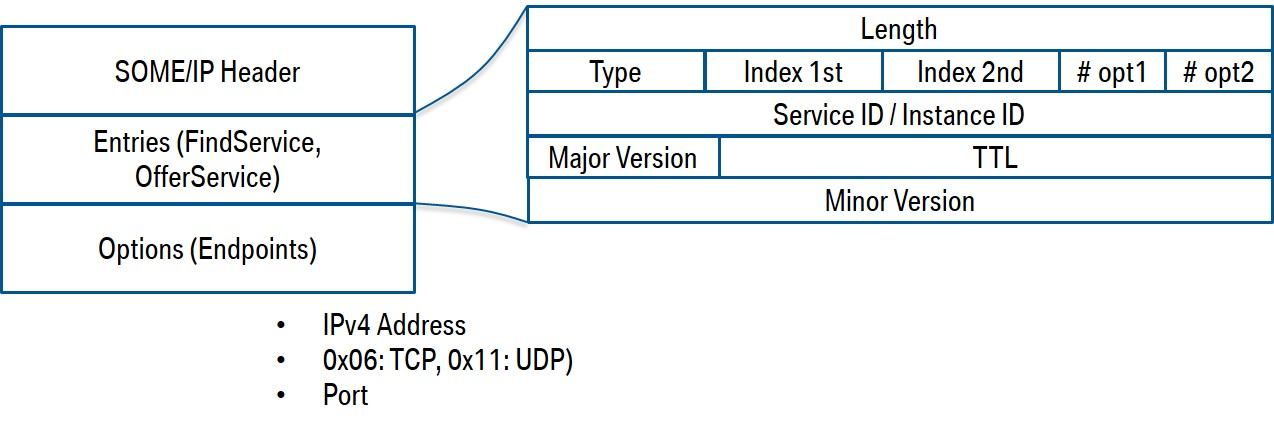 SOME/IP Header
Entries (FindService,
OfferService)
Options (Endpoints)
Length
Type Index 1st Index 2nd # opt1 # opt2
Service ID / Instance ID
Major Version TTL
Minor Version
• IPv4 Address
• 0x06: TCP, 0x11: UDP)
• Port